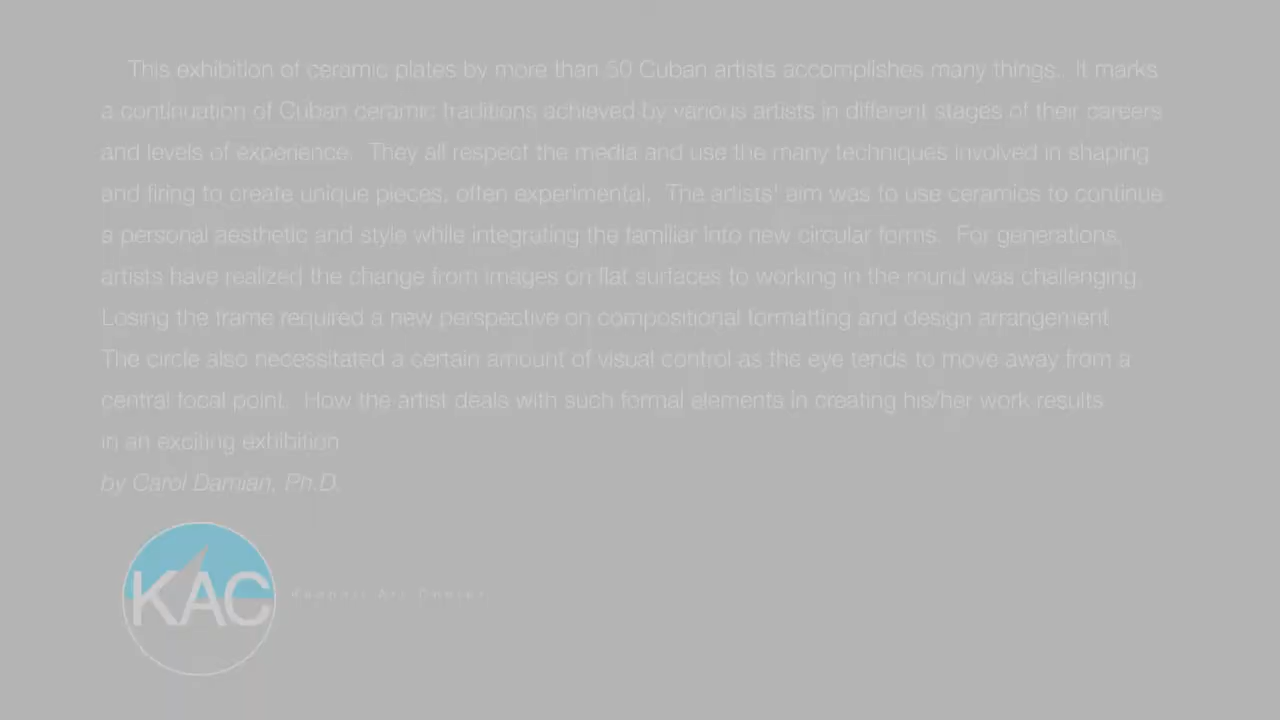 This exhibition of ceramic plates by more than 50 Cuban artists accomplishes many things. It marks
a continuation of Cuban ceramic traditions achieved by various artists in different stages of their careers
and levels of experience. They all respect the media and use the many techniques involved in shaping
and firing to create unique pieces, often experimental. The artists' aim was to use ceramics to continue
a personal aesthetic and style while integrating the familiar into new circular forms. For generations,
artists have realized the change from images on flat surfaces to working in the round was challenging.
Losing the frame required a new perspective on compositional formatting and design arrangement.
The circle also necessitated a certain amount of visual control as the eye tends to move away from a
central focal point. How the artist deals with such formal elements in creating his/her work results
in an exciting exhibition
by Carol Damian, Ph.D.
KAC
Kendall Art Center